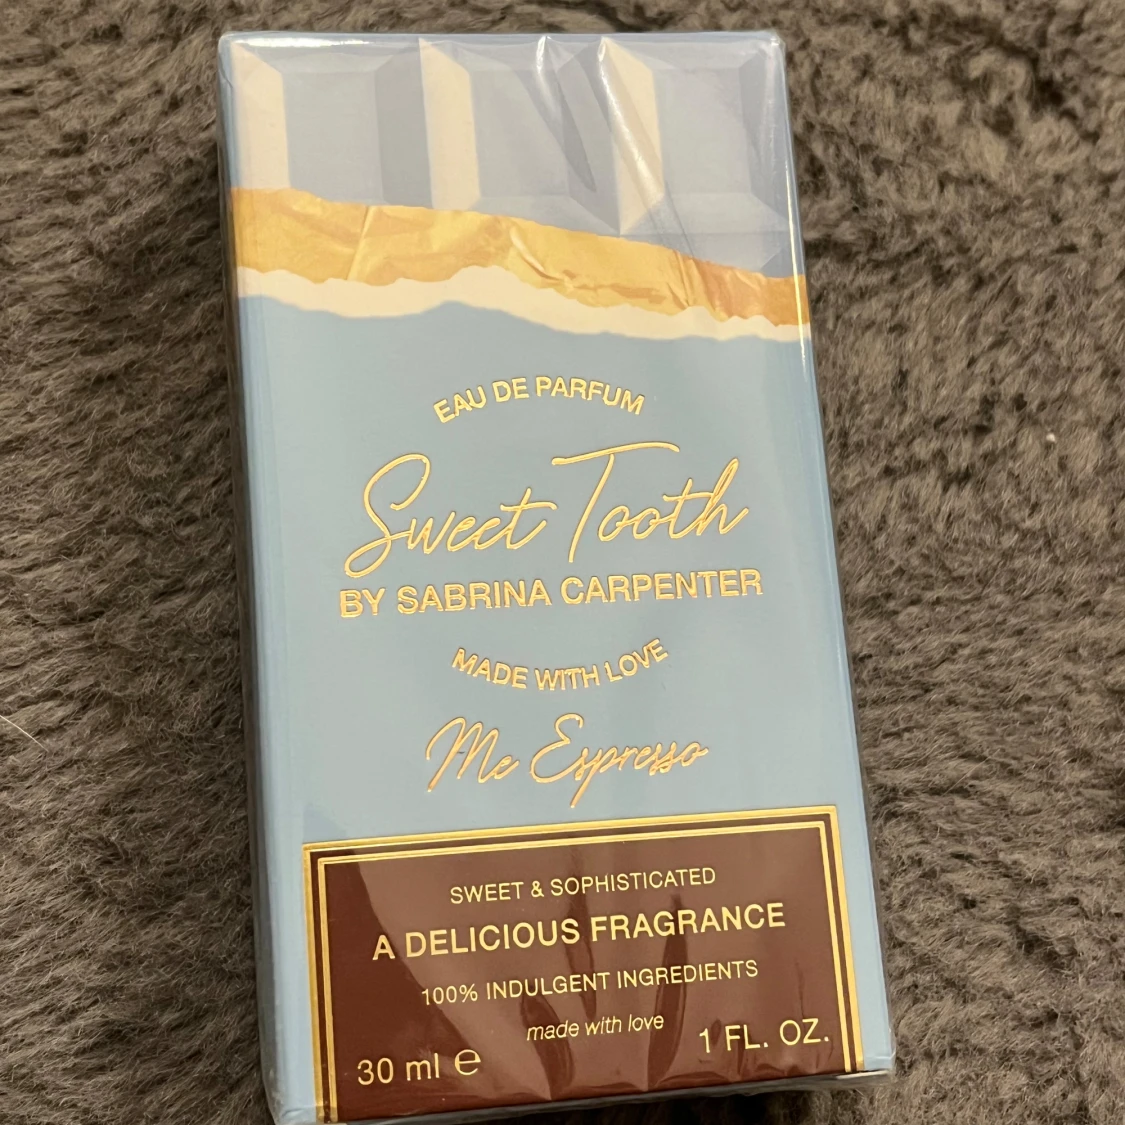 EAU DE PARFUM
Sweet Tooth
BY SABRINA CARPENTER
MADE WITH LOVE
Me Espresso
SWEET & SOPHISTICATED
A DELICIOUS FRAGRANCE
100% INDULGENT INGREDIENTS
made with love
30 ml ℮ 1 FL. OZ.